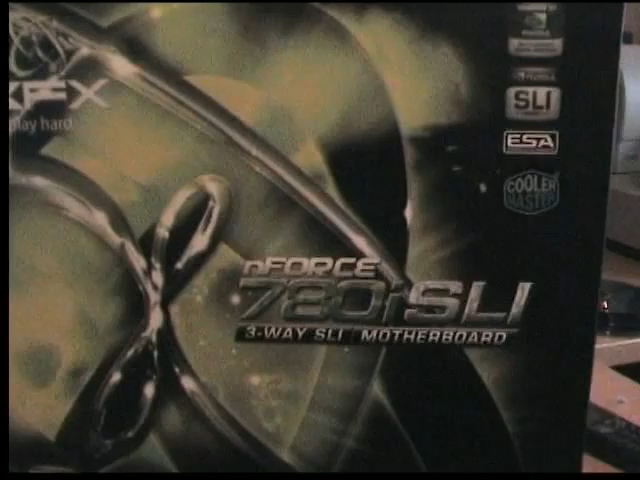 XFX
play hard
SLI
ESA
COOLER
MASTER
nFORCE
780i SLI
3-WAY SLI MOTHERBOARD